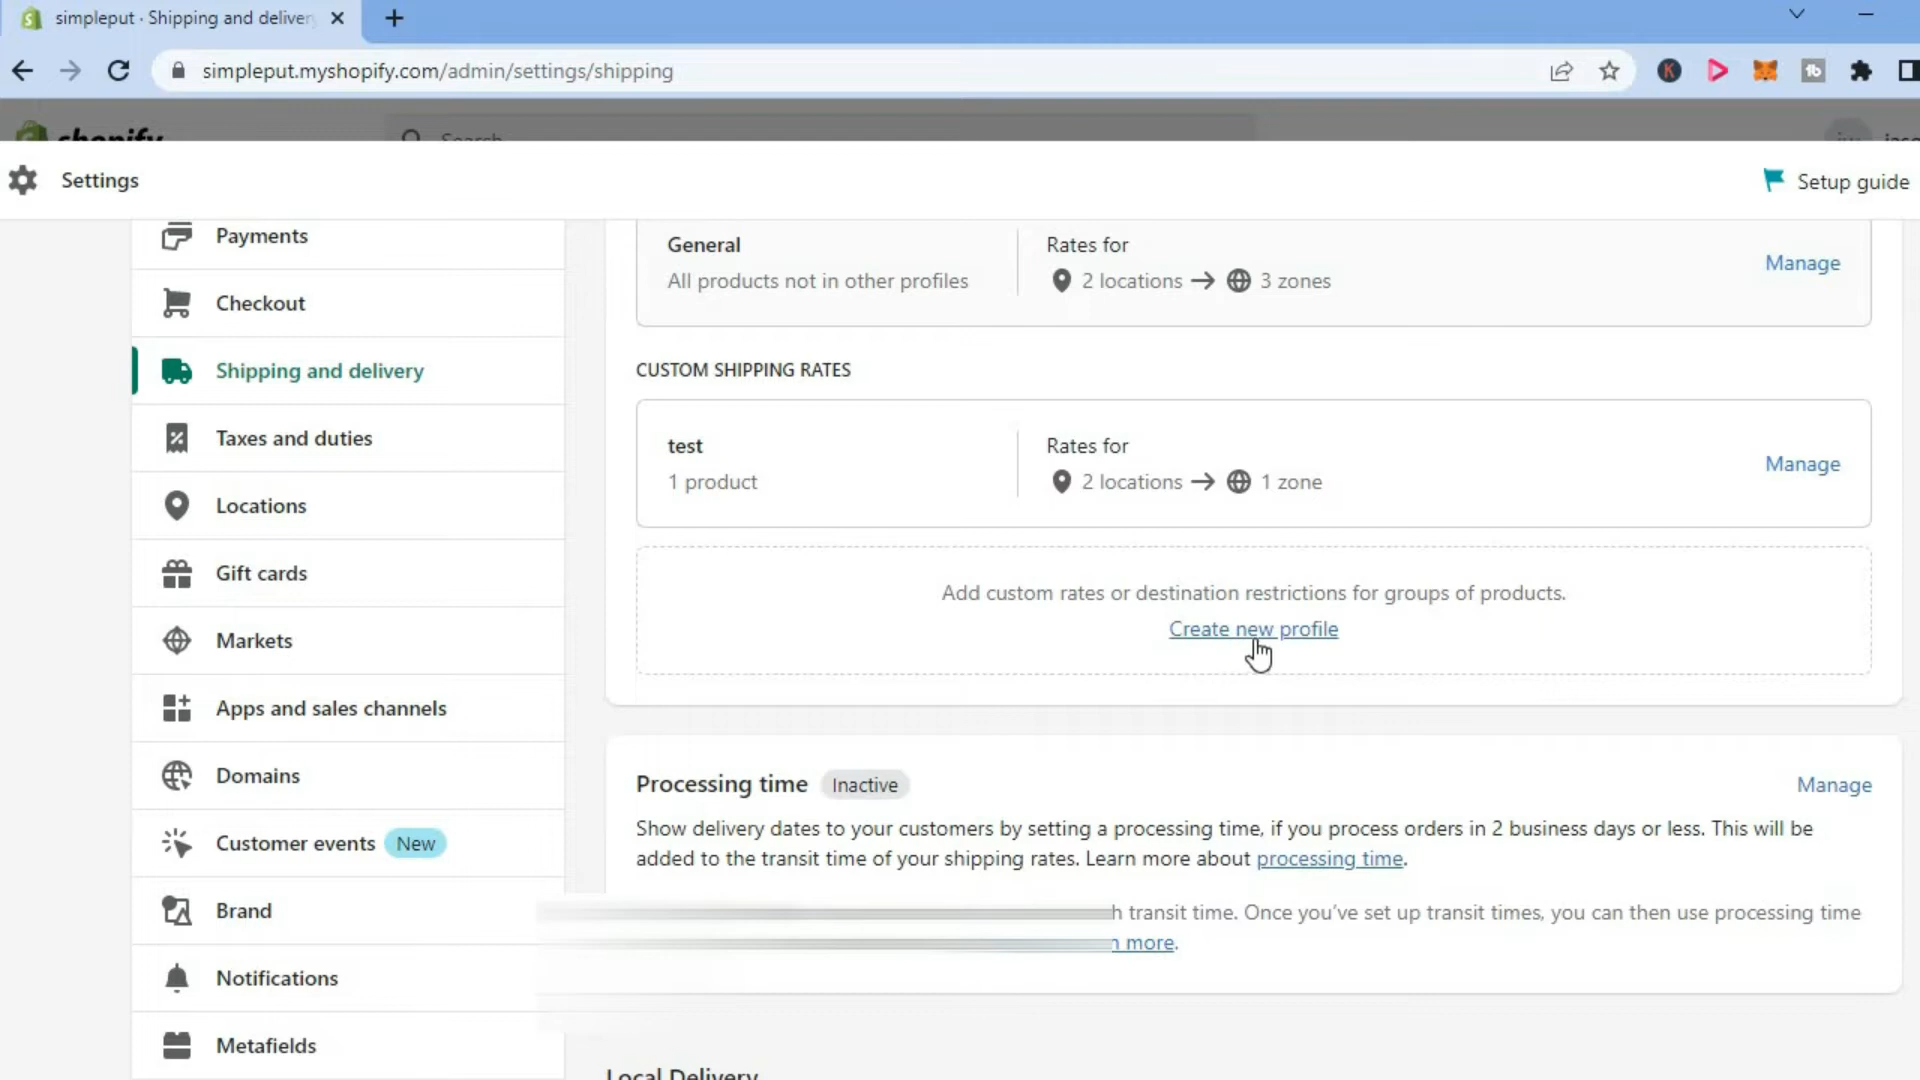 simpleput · Shipping and deliver
simpleput.myshopify.com/admin/settings/shipping
shopify
Search
Settings
Setup guide
Payments
Checkout
Shipping and delivery
Taxes and duties
Locations
Gift cards
Markets
Apps and sales channels
Domains
Customer events New
Brand
Notifications
Metafields
General
All products not in other profiles
Rates for
2 locations → 3 zones
Manage
CUSTOM SHIPPING RATES
test
1 product
Rates for
2 locations → 1 zone
Manage
Add custom rates or destination restrictions for groups of products.
Create new profile
Processing time Inactive
Manage
Show delivery dates to your customers by setting a processing time, if you process orders in 2 business days or less. This will be
added to the transit time of your shipping rates. Learn more about processing time.
h transit time. Once you've set up transit times, you can then use processing time
n more.
Local Delivery